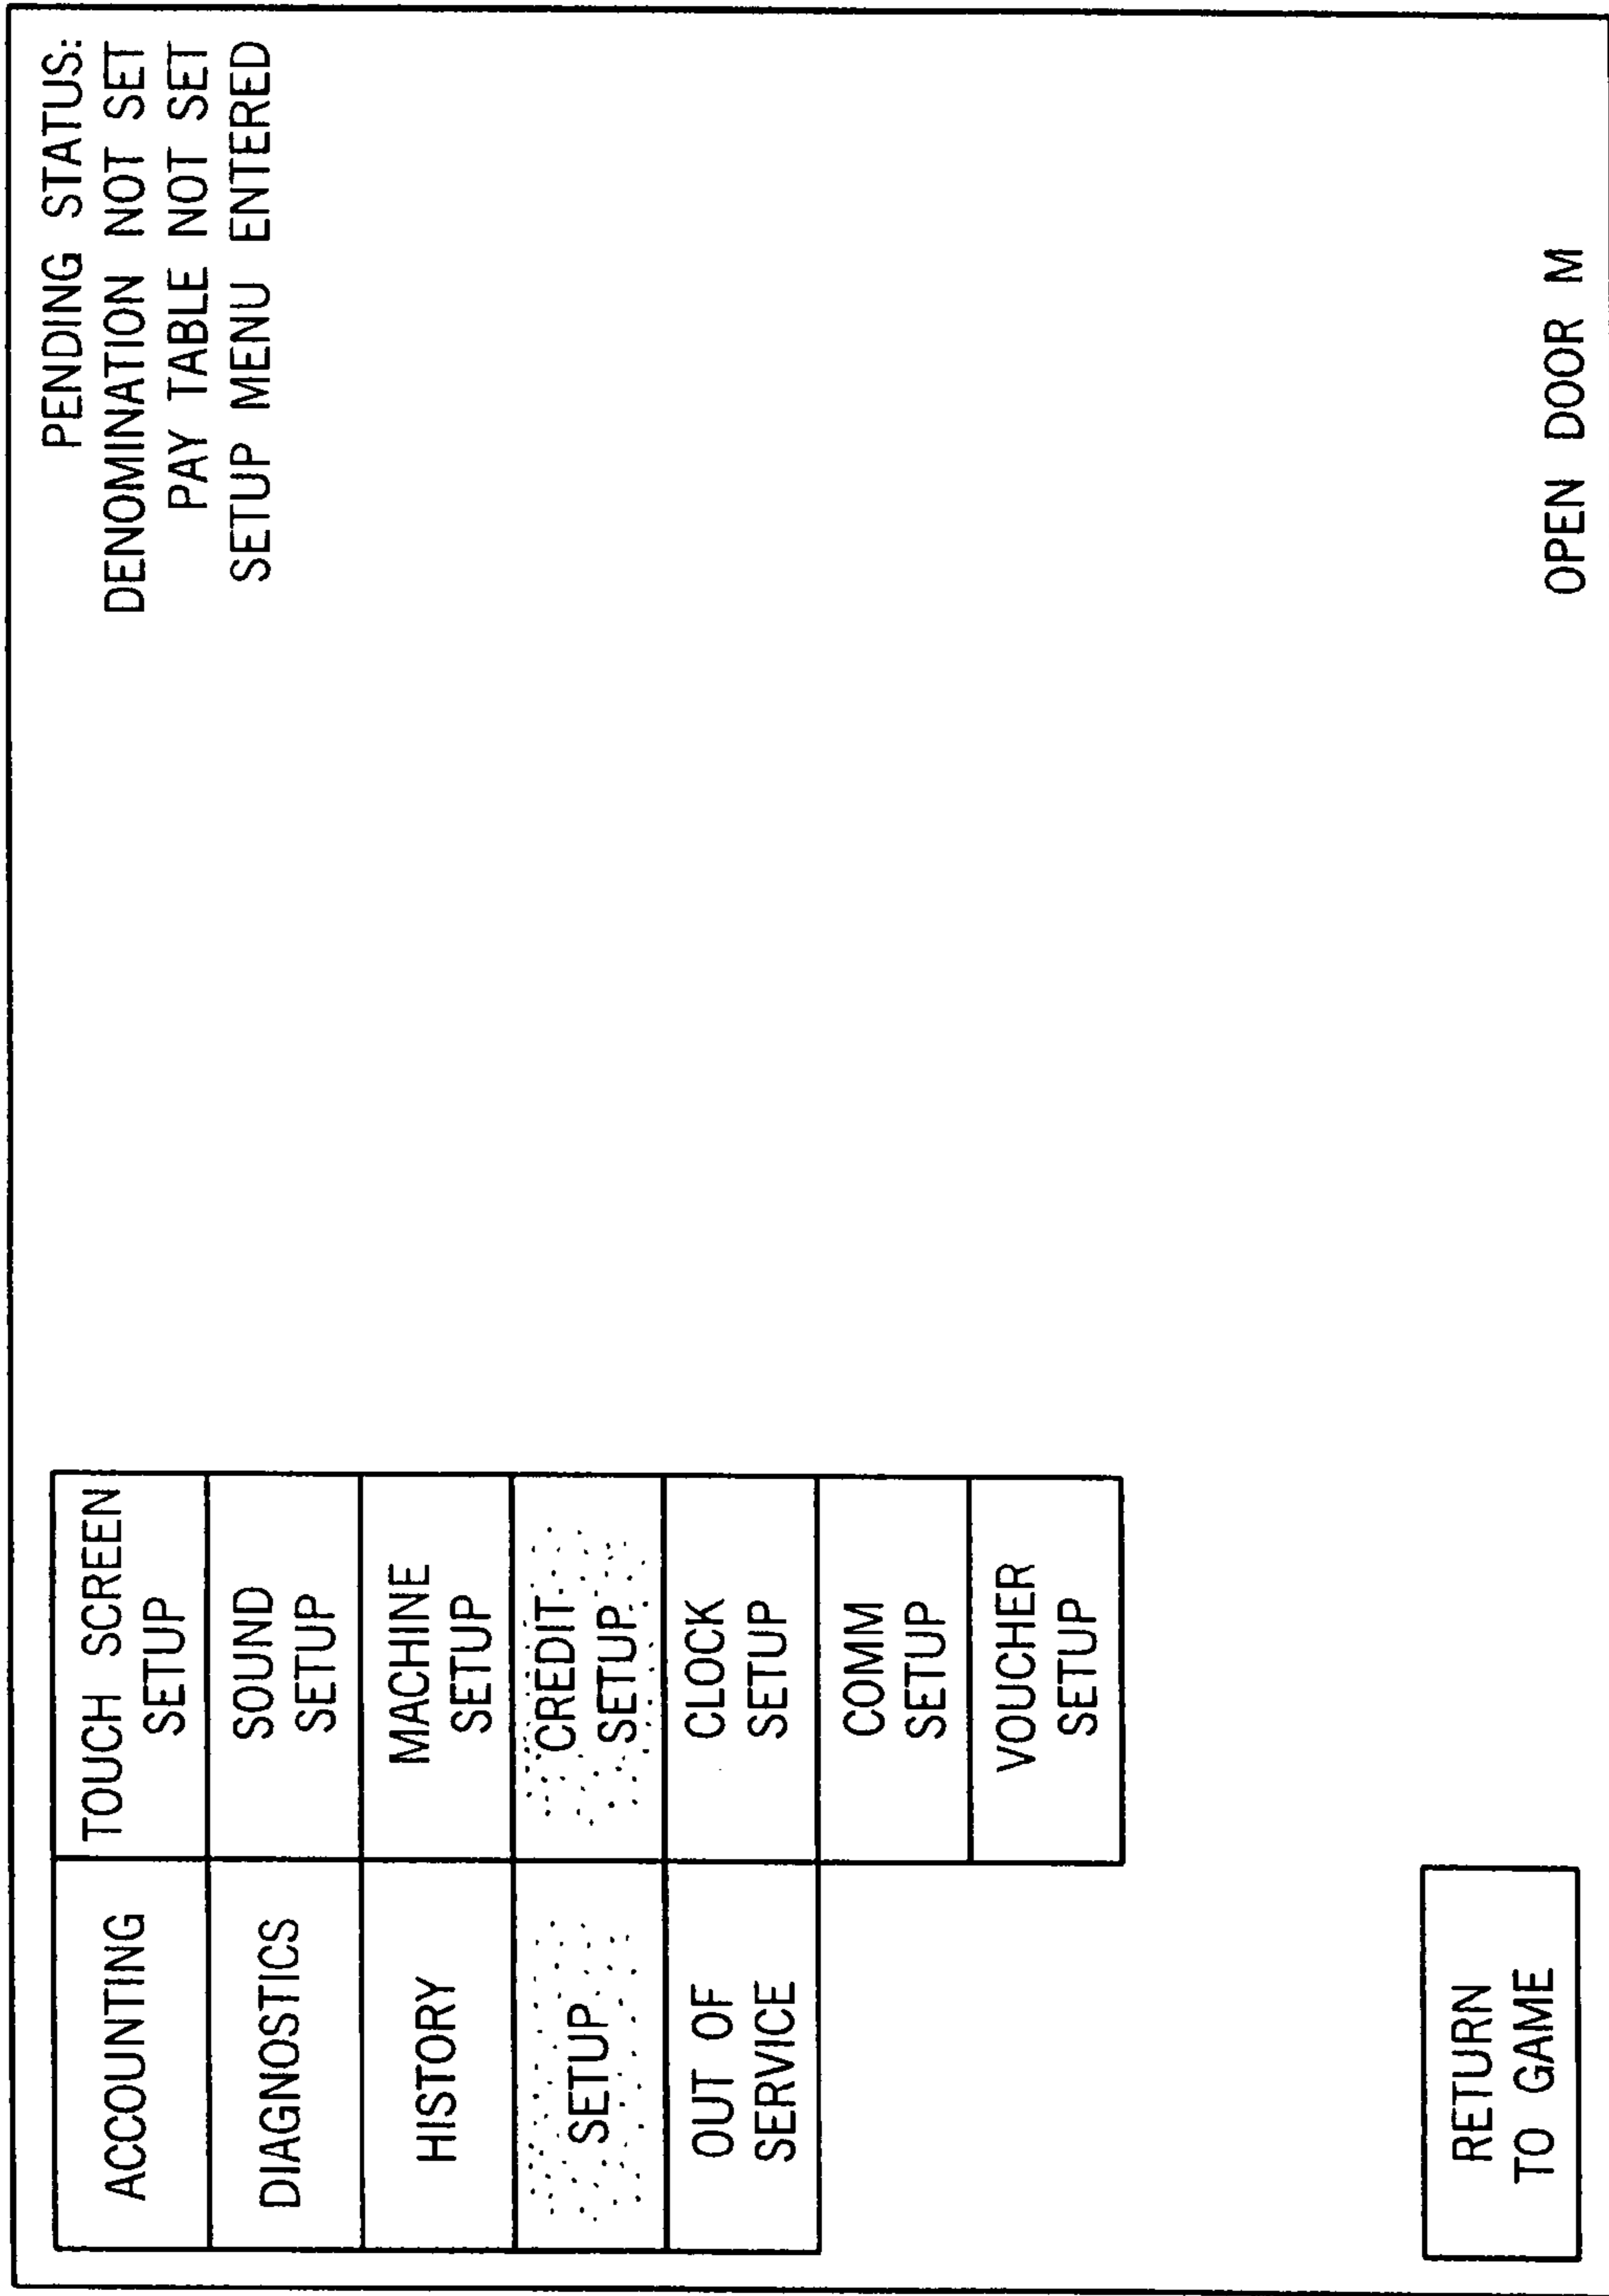 PENDING STATUS:
DENOMINATION NOT SET
PAY TABLE NOT SET
SETUP MENU ENTERED
ACCOUNTING
DIAGNOSTICS
HISTORY
SETUP
OUT OF
SERVICE
TOUCH SCREEN
SETUP
SOUND
SETUP
MACHINE
SETUP
CREDIT
SETUP
CLOCK
SETUP
COMM
SETUP
VOUCHER
SETUP
RETURN
TO GAME
OPEN DOOR M